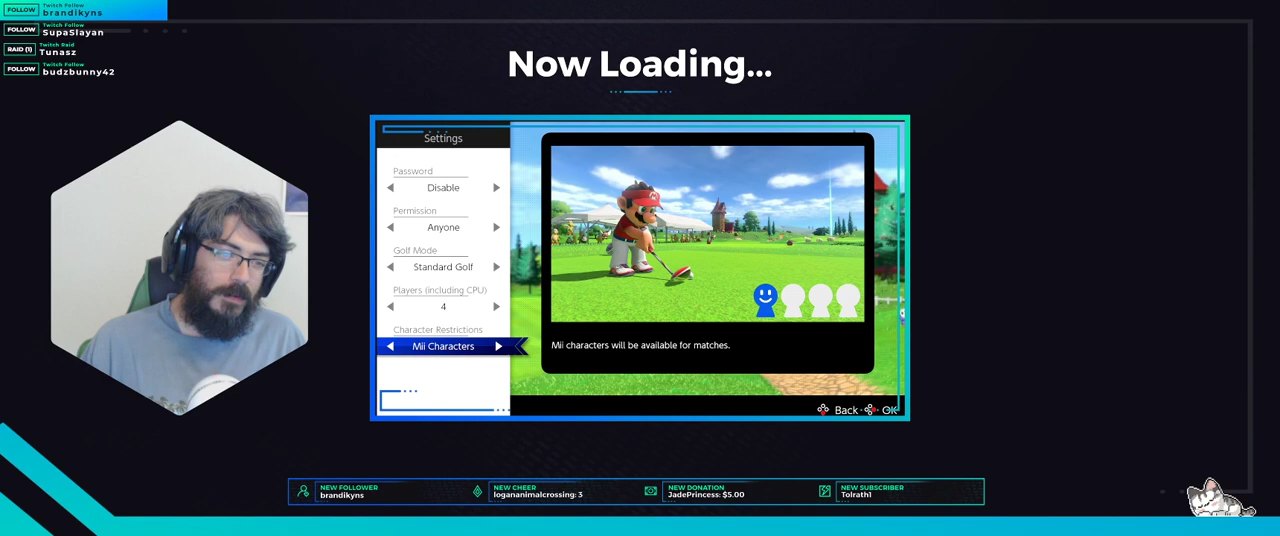 FOLLOW
Twitch Follow
brandikyns
FOLLOW
Twitch Follow
SupaSlayan
RAID (1)
Twitch Raid
Tunasz
FOLLOW
Twitch Follow
budzbunny42
Now Loading...
Settings
Password
Disable
Permission
Anyone
Golf Mode
Standard Golf
Players (including CPU)
4
Character Restrictions
Mii Characters
Mii characters will be available for matches.
Back
OK
NEW FOLLOWER
brandikyns
NEW CHEER
logananimalcrossing: 3
NEW DONATION
JadePrincess: $5.00
NEW SUBSCRIBER
Tolrath1